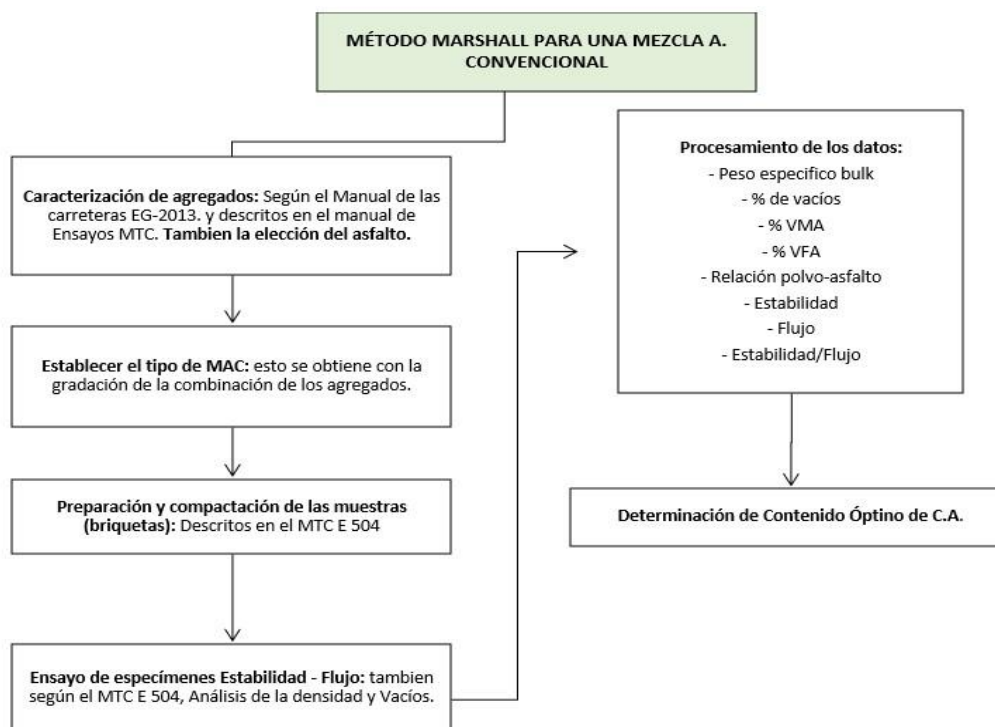 MÉTODO MARSHALL PARA UNA MEZCLA A.
CONVENCIONAL
Caracterización de agregados: Según el Manual de las
carreteras EG-2013. y descritos en el manual de
Ensayos MTC. Tambien la elección del asfalto.
Establecer el tipo de MAC: esto se obtiene con la
gradación de la combinación de los agregados.
Preparación y compactación de las muestras
(briquetas): Descritos en el MTC E 504
Ensayo de especímenes Estabilidad - Flujo: tambien
según el MTC E 504, Análisis de la densidad y Vacíos.
Procesamiento de los datos:
- Peso especifico bulk
- % de vacíos
- % VMA
- % VFA
- Relación polvo-asfalto
- Estabilidad
- Flujo
- Estabilidad/Flujo
Determinación de Contenido Óptino de C.A.